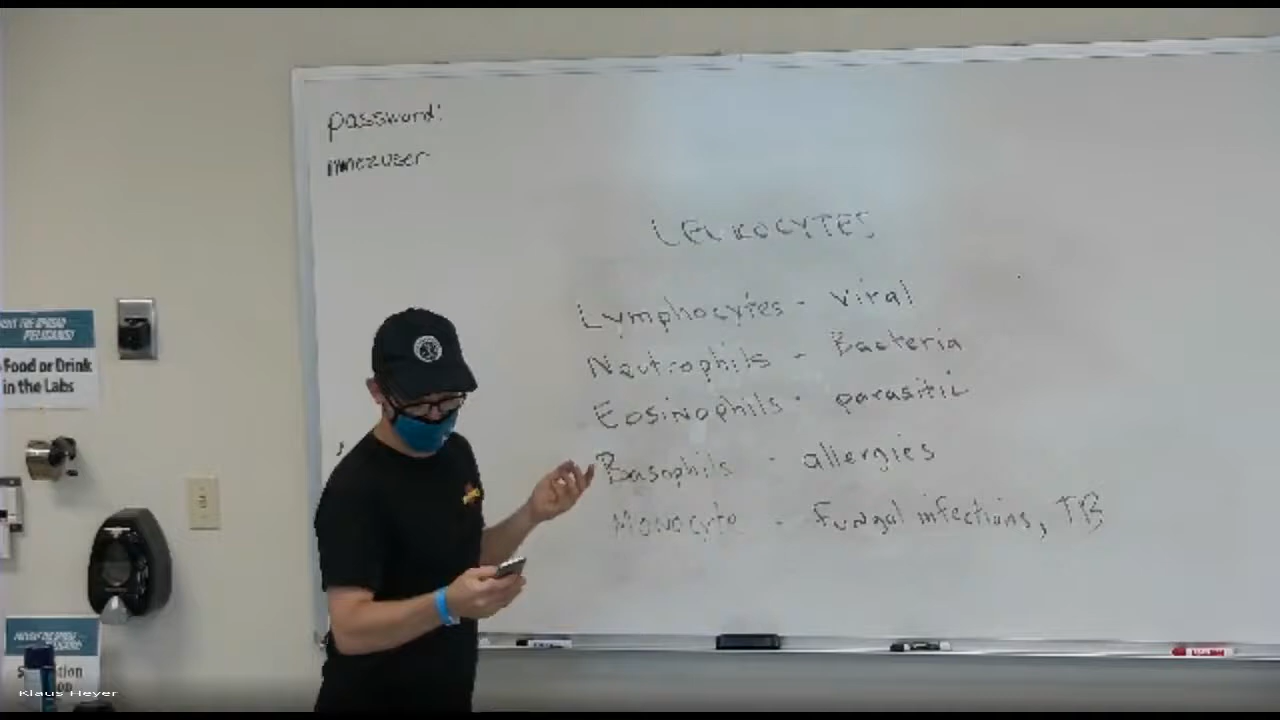 password:
LEUKOCYTES
Lymphocytes - Viral
Neutrophils - Bacteria
Eosinophils - parasitic
Basophils - allergies
Monocyte - Fungal infections, TB
Food or Drink
in the Labs
Klaus Heyer